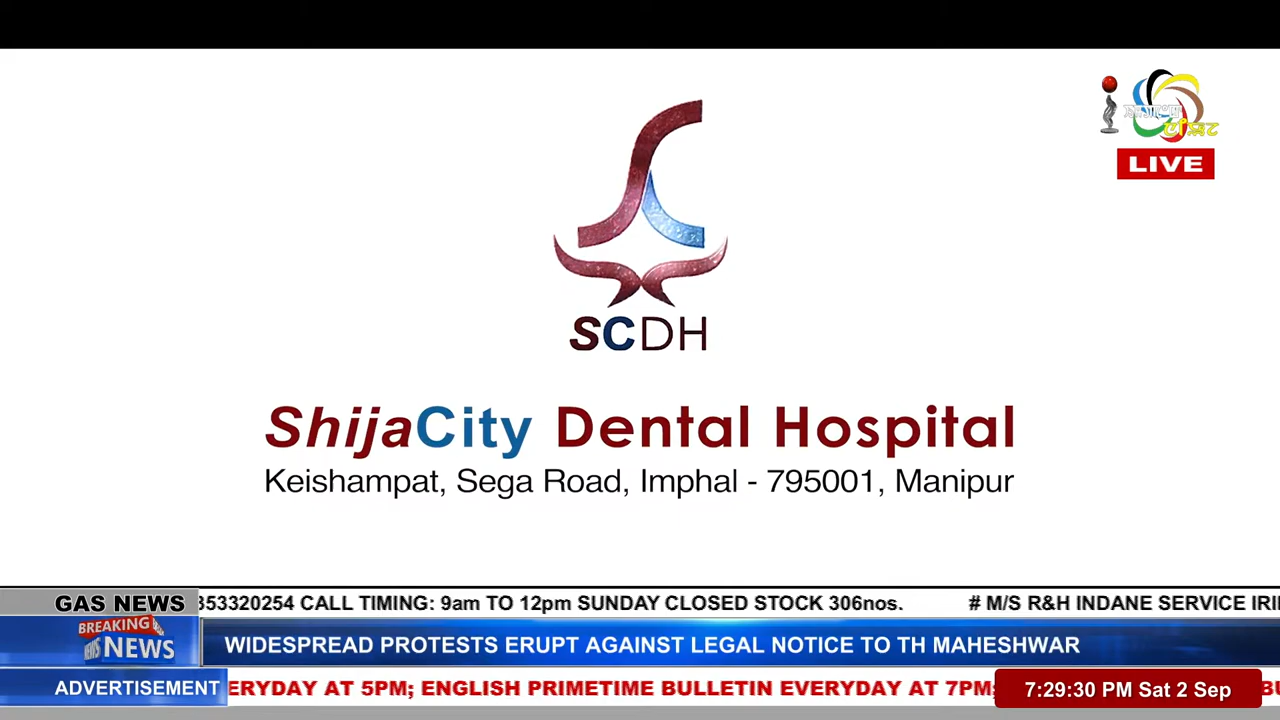 LIVE
SCDH
ShijaCity Dental Hospital
Keishampat, Sega Road, Imphal - 795001, Manipur
GAS NEWS
353320254 CALL TIMING: 9am TO 12pm SUNDAY CLOSED STOCK 306nos. # M/S R&H INDANE SERVICE IRI
BREAKING
NEWS
WIDESPREAD PROTESTS ERUPT AGAINST LEGAL NOTICE TO TH MAHESHWAR
ADVERTISEMENT
ERYDAY AT 5PM; ENGLISH PRIMETIME BULLETIN EVERYDAY AT 7PM;
7:29:30 PM Sat 2 Sep